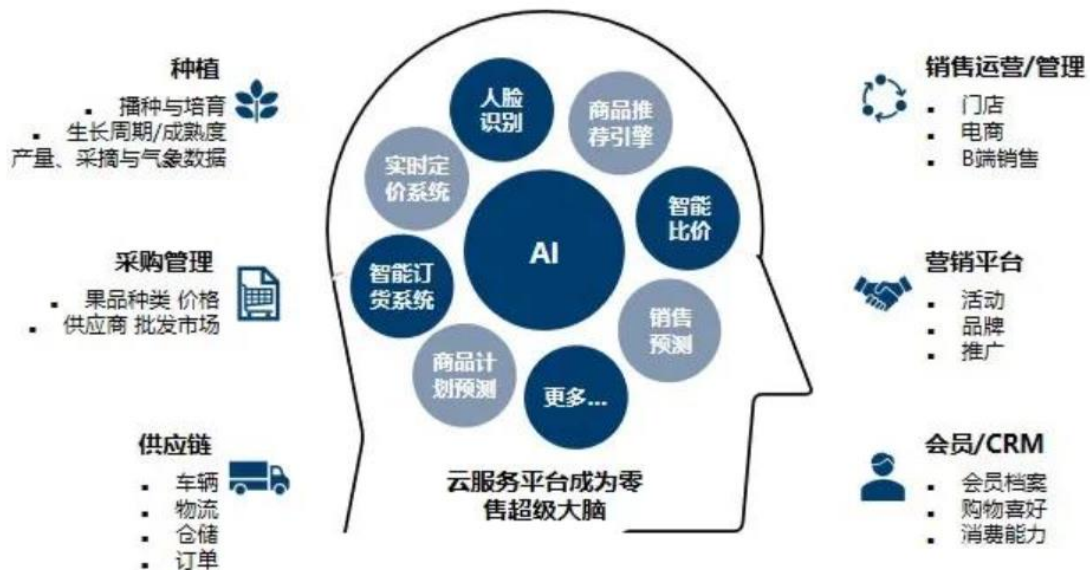 种植
▪ 播种与培育
▪ 生长周期/成熟度
产量、采摘与气象数据
采购管理
▪ 果品种类 价格
▪ 供应商 批发市场
供应链
▪ 车辆
▪ 物流
▪ 仓储
▪ 订单
人脸
识别
商品推
荐引擎
实时定
价系统
智能
比价
AI
智能订
货系统
销售
预测
商品计
划预测
更多...
云服务平台成为零
售超级大脑
销售运营/管理
▪ 门店
▪ 电商
▪ B端销售
营销平台
▪ 活动
▪ 品牌
▪ 推广
会员/CRM
▪ 会员档案
▪ 购物喜好
▪ 消费能力